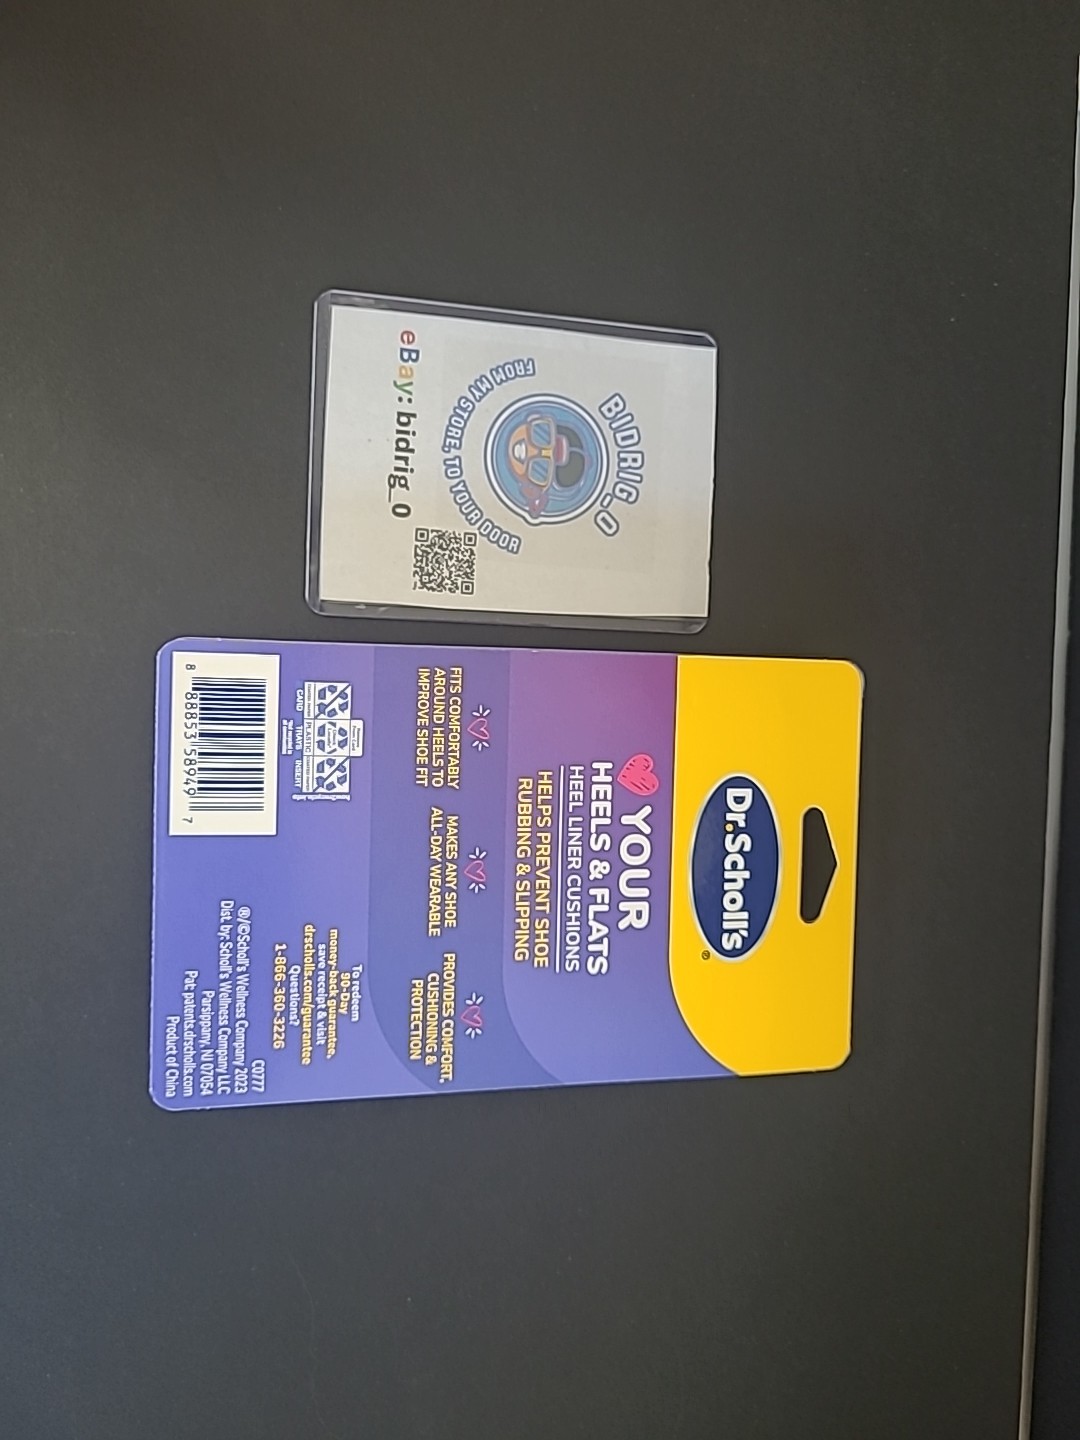 BIDRIG_O
FROM MY STORE, TO YOUR DOOR
eBay: bidrig_0
Dr.Scholl's®
YOUR
HEELS & FLATS
HEEL LINER CUSHIONS
HELPS PREVENT SHOE
RUBBING & SLIPPING
FITS COMFORTABLY
AROUND HEELS TO
IMPROVE SHOE FIT
MAKES ANY SHOE
ALL-DAY WEARABLE
PROVIDES COMFORT,
CUSHIONING &
PROTECTION
CARD
PLASTIC
TRAYS
INSERT
8 88853 58949 7
To redeem
90-Day
money-back guarantee,
save receipt & visit
drscholls.com/guarantee
Questions?
1-866-360-3226
C0777
®/©Scholl's Wellness Company 2023
Dist. by: Scholl's Wellness Company LLC
Parsippany, NJ 07054
Pat: patents.drscholls.com
Product of China